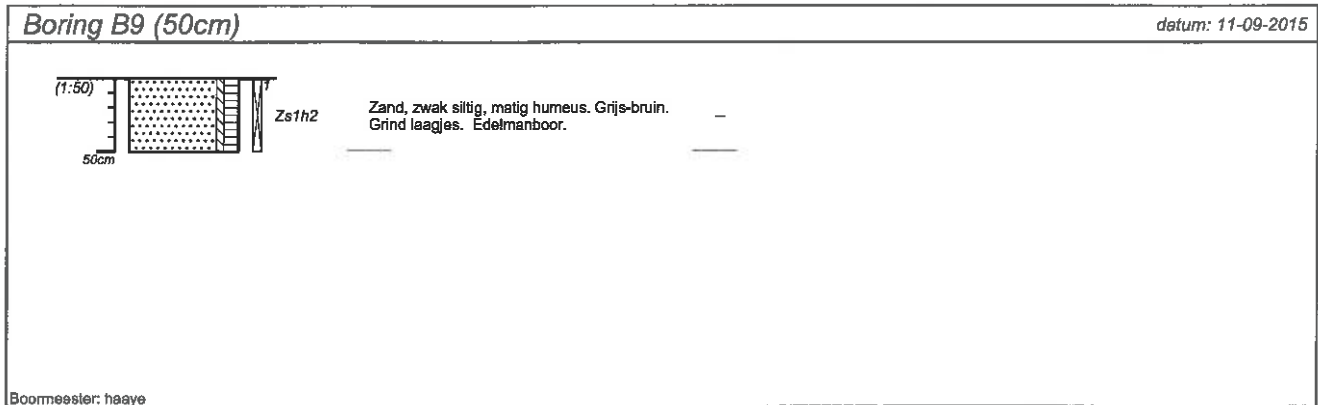 Boring B9 (50cm)
datum: 11-09-2015
(1:50)
1
Zs1h2
Zand, zwak siltig, matig humeus. Grijs-bruin.
Grind laagjes. Edelmanboor.
-
50cm
Boormeester: haaye